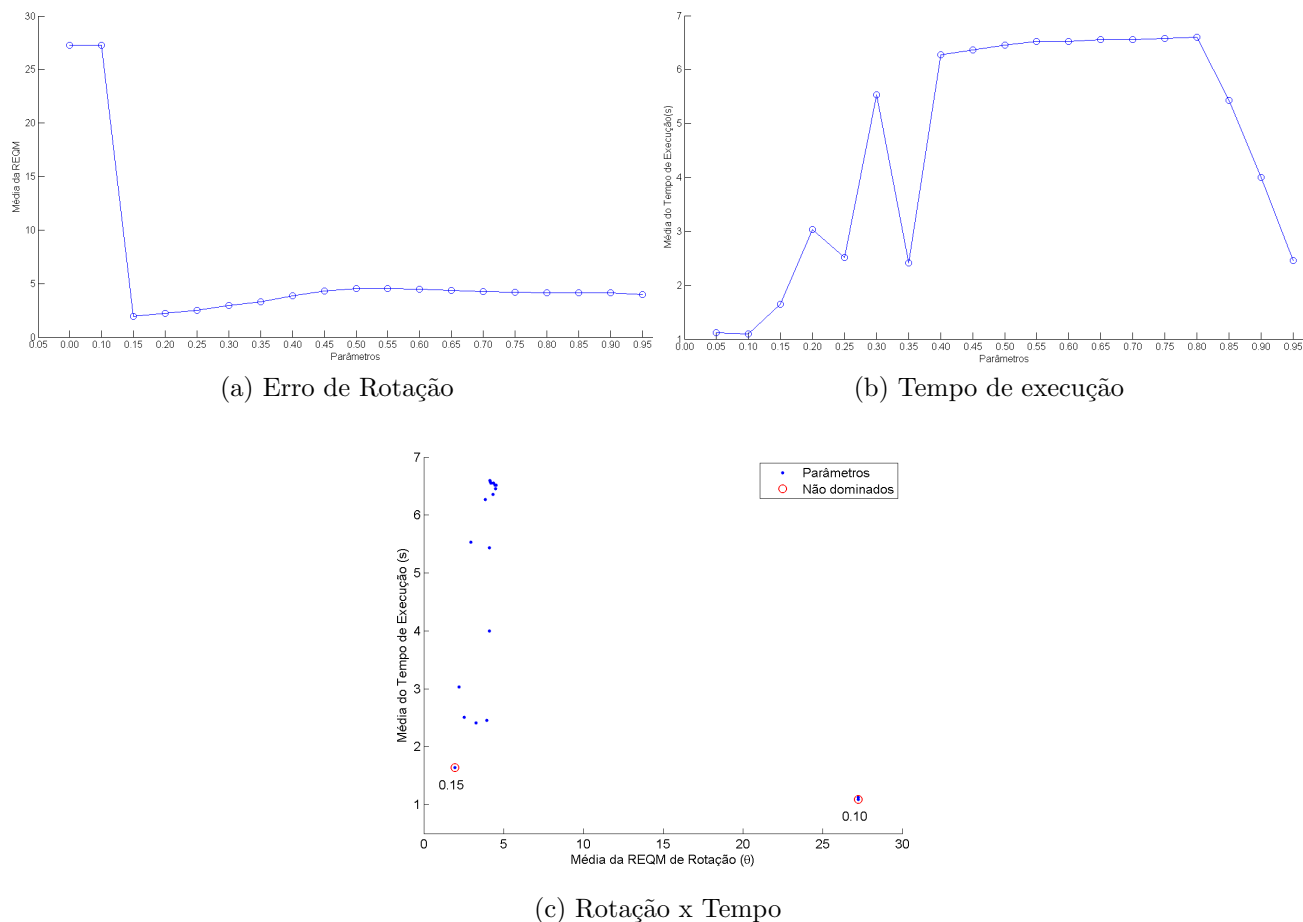 30
25
20
15
10
5
0
Média da REQM
0.05 0.00 0.10 0.15 0.20 0.25 0.30 0.35 0.40 0.45 0.50 0.55 0.60 0.65 0.70 0.75 0.80 0.85 0.90 0.95
Parâmetros
(a) Erro de Rotação
7
6
5
4
3
2
1
Média do Tempo de Execução(s)
0.00 0.05 0.10 0.15 0.20 0.25 0.30 0.35 0.40 0.45 0.50 0.55 0.60 0.65 0.70 0.75 0.80 0.85 0.90 0.95
Parâmetros
(b) Tempo de execução
7
6
5
4
3
2
1
Média do Tempo de Execução (s)
Parâmetros
Não dominados
0.15
0.10
0 5 10 15 20 25 30
Média da REQM de Rotação (θ)
(c) Rotação x Tempo